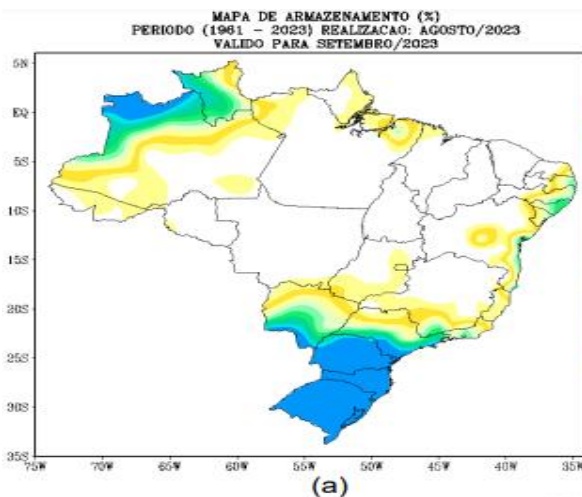 MAPA DE ARMAZENAMENTO (%)
PERIODO (1961 - 2023) REALIZACAO: AGOSTO/2023
VALIDO PARA SETEMBRO/2023
5N
EQ
5S
10S
15S
20S
25S
30S
35S
75W 70W 65W 60W 55W 50W 45W 40W 35W
(a)